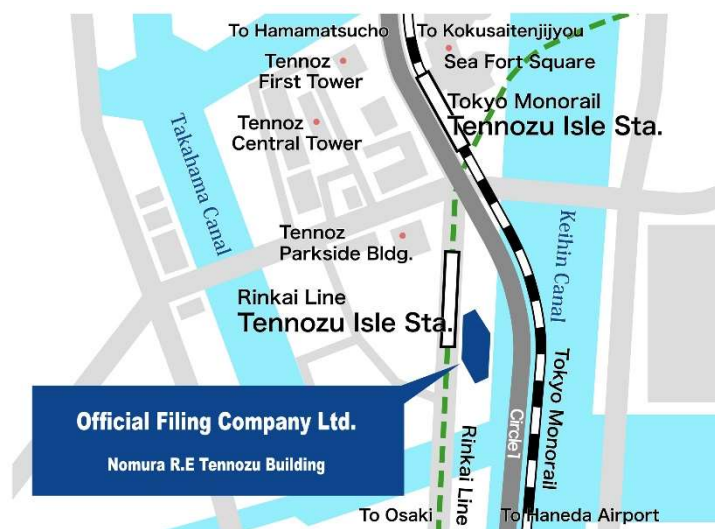 To Hamamatsucho
To Kokusaitenjijyou
Tennoz
First Tower
Sea Fort Square
Tokyo Monorail
Tennozu Isle Sta.
Tennoz
Central Tower
Takahama Canal
Keihin Canal
Tennoz
Parkside Bldg.
Rinkai Line
Tennozu Isle Sta.
Tokyo Monorail
Official Filing Company Ltd.
Nomura R.E Tennozu Building
Circle1
Rinkai Line
To Osaki
To Haneda Airport